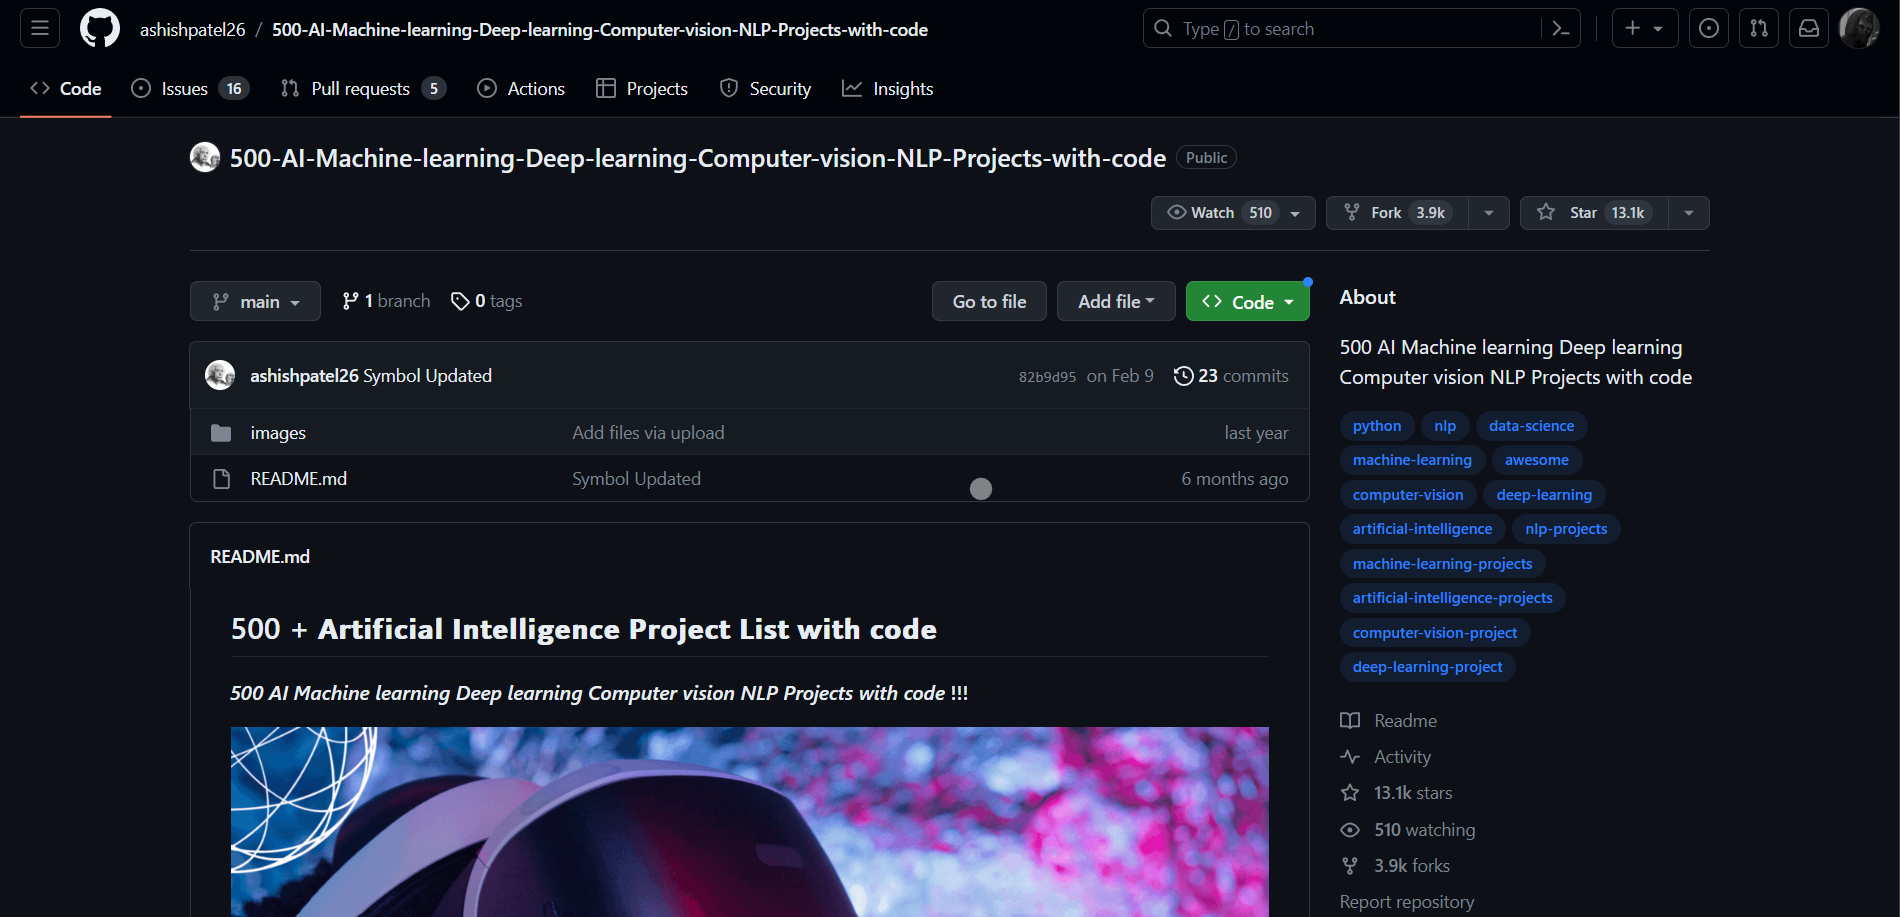 ashishpatel26 / 500-AI-Machine-learning-Deep-learning-Computer-vision-NLP-Projects-with-code
Type / to search
Code Issues 16 Pull requests 5 Actions Projects Security Insights
500-AI-Machine-learning-Deep-learning-Computer-vision-NLP-Projects-with-code Public
Watch 510 Fork 3.9k Star 13.1k
main 1 branch 0 tags Go to file Add file Code
ashishpatel26 Symbol Updated 82b9d95 on Feb 9 23 commits
images Add files via upload last year
README.md Symbol Updated 6 months ago
README.md
500 + Artificial Intelligence Project List with code
500 AI Machine learning Deep learning Computer vision NLP Projects with code !!!
About
500 AI Machine learning Deep learning
Computer vision NLP Projects with code
python nlp data-science
machine-learning awesome
computer-vision deep-learning
artificial-intelligence nlp-projects
machine-learning-projects
artificial-intelligence-projects
computer-vision-project
deep-learning-project
Readme
Activity
13.1k stars
510 watching
3.9k forks
Report repository